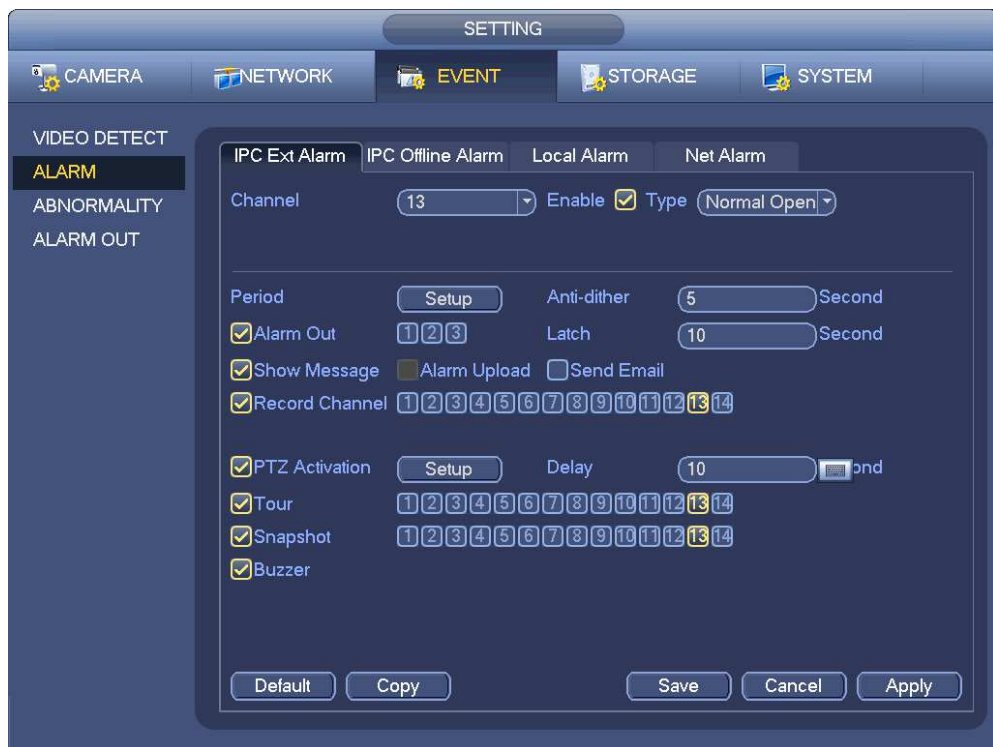 SETTING
CAMERA NETWORK EVENT STORAGE SYSTEM
VIDEO DETECT
ALARM
ABNORMALITY
ALARM OUT
IPC Ext Alarm IPC Offline Alarm Local Alarm Net Alarm
Channel 13 Enable Type Normal Open
Period Setup Anti-dither 5 Second
Alarm Out 1 2 3 Latch 10 Second
Show Message Alarm Upload Send Email
Record Channel 1 2 3 4 5 6 7 8 9 10 11 12 13 14
PTZ Activation Setup Delay 10 ond
Tour 1 2 3 4 5 6 7 8 9 10 11 12 13 14
Snapshot 1 2 3 4 5 6 7 8 9 10 11 12 13 14
Buzzer
Default Copy Save Cancel Apply